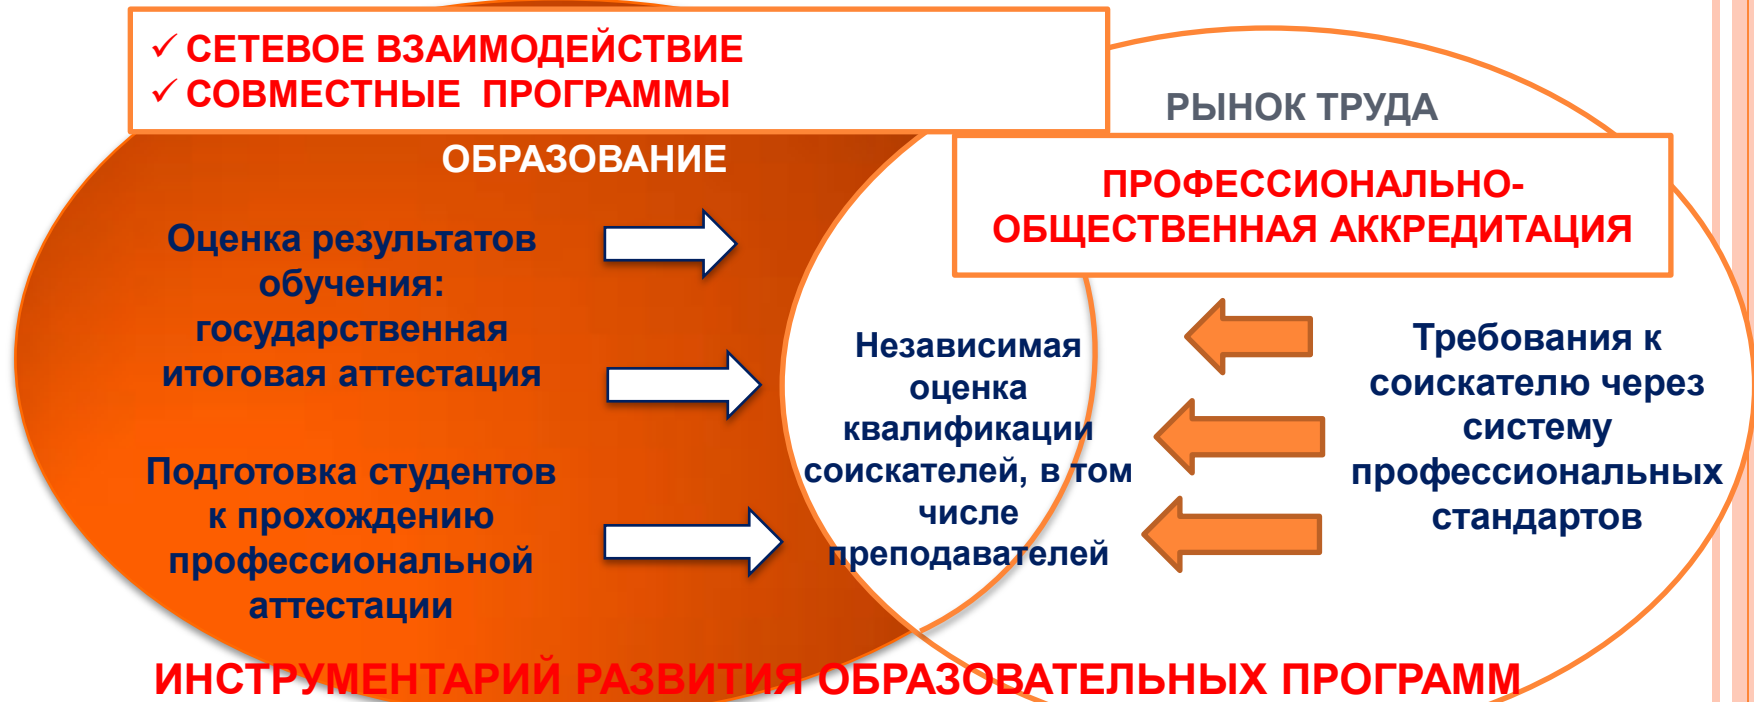 ✓ СЕТЕВОЕ ВЗАИМОДЕЙСТВИЕ
✓ СОВМЕСТНЫЕ ПРОГРАММЫ
РЫНОК ТРУДА
ОБРАЗОВАНИЕ
ПРОФЕССИОНАЛЬНО-
ОБЩЕСТВЕННАЯ АККРЕДИТАЦИЯ
Оценка результатов
обучения:
государственная
итоговая аттестация
Подготовка студентов
к прохождению
профессиональной
аттестации
Независимая
оценка
квалификации
соискателей, в том
числе
преподавателей
Требования к
соискателю через
систему
профессиональных
стандартов
ИНСТРУМЕНТАРИЙ РАЗВИТИЯ ОБРАЗОВАТЕЛЬНЫХ ПРОГРАММ